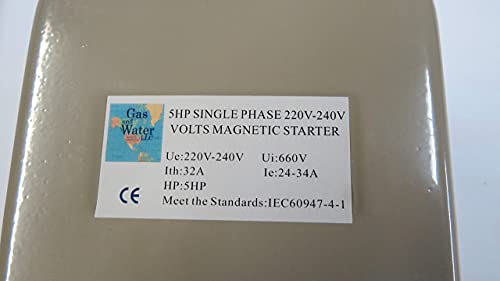 Gas
and
Water
LLC
5HP SINGLE PHASE 220V-240V
VOLTS MAGNETIC STARTER
Uc:220V-240V Ui:660V
Ith:32A Ie:24-34A
HP:5HP
Meet the Standards:IEC60947-4-1
CE